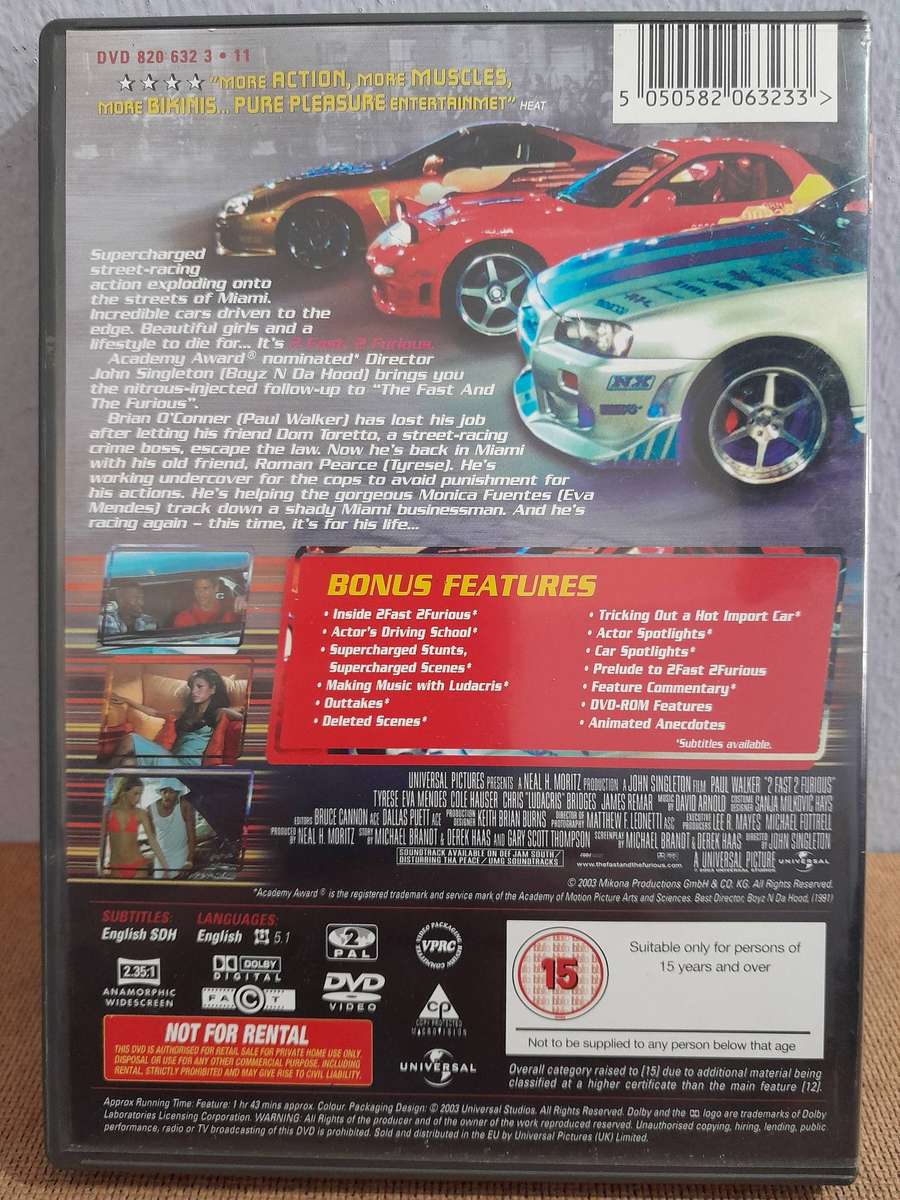 DVD 820 632 3 • 11
"MORE ACTION, MORE MUSCLES,
MORE BIKINIS... PURE PLEASURE ENTERTAINMET" HEAT
5 050582 063233 >
Supercharged
street-racing
action exploding onto
the streets of Miami.
Incredible cars driven to the
edge. Beautiful girls and a
lifestyle to die for... It's 2 Fast, 2 Furious.
Academy Award® nominated* Director
John Singleton (Boyz N Da Hood) brings you
the nitrous-injected follow-up to "The Fast And
The Furious".
Brian O'Conner (Paul Walker) has lost his job
after letting his friend Dom Toretto, a street-racing
crime boss, escape the law. Now he's back in Miami
with his old friend, Roman Pearce (Tyrese). He's
working undercover for the cops to avoid punishment for
his actions. He's helping the gorgeous Monica Fuentes (Eva
Mendes) track down a shady Miami businessman. And he's
racing again – this time, it's for his life...
NX
BONUS FEATURES
• Inside 2Fast 2Furious*
• Actor's Driving School*
• Supercharged Stunts,
Supercharged Scenes*
• Making Music with Ludacris*
• Outtakes*
• Deleted Scenes*
• Tricking Out a Hot Import Car*
• Actor Spotlights*
• Car Spotlights*
• Prelude to 2Fast 2Furious
• Feature Commentary*
• DVD-ROM Features
• Animated Anecdotes
*Subtitles available.
UNIVERSAL PICTURES PRESENTS A NEAL H. MORITZ PRODUCTION A JOHN SINGLETON FILM PAUL WALKER "2 FAST 2 FURIOUS"
TYRESE EVA MENDES COLE HAUSER CHRIS "LUDACRIS" BRIDGES JAMES REMAR MUSIC BY DAVID ARNOLD COSTUME DESIGNER SANJA MILKOVIC HAYS
EDITORS BRUCE CANNON ACE DALLAS PUETT ACE PRODUCTION DESIGNER KEITH BRIAN BURNS DIRECTOR OF PHOTOGRAPHY MATTHEW F. LEONETTI ASC EXECUTIVE PRODUCERS LEE R. MAYES MICHAEL FOTTRELL
PRODUCED BY NEAL H. MORITZ STORY BY MICHAEL BRANDT & DEREK HAAS AND GARY SCOTT THOMPSON SCREENPLAY BY MICHAEL BRANDT & DEREK HAAS DIRECTED BY JOHN SINGLETON
SOUNDTRACK AVAILABLE ON DEF JAM SOUTH/
DISTURBING THA PEACE / UMG SOUNDTRACKS
www.thefastandthefurious.com
A UNIVERSAL PICTURE
© 2003 UNIVERSAL STUDIOS
UNIVERSAL
© 2003 Mikona Productions GmbH & CO. KG. All Rights Reserved.
*Academy Award ® is the registered trademark and service mark of the Academy of Motion Picture Arts and Sciences. Best Director, Boyz N Da Hood, (1991)
SUBTITLES:
English SDH
LANGUAGES:
English 5.1
2.35:1
ANAMORPHIC
WIDESCREEN
DOLBY
DIGITAL
FACT
2
PAL
DVD
VIDEO
VIDEO PACKAGING REVIEW COMMITTEE
VPRC
CP
COPY PROTECTED
MACROVISION
UNIVERSAL
15
Suitable only for persons of
15 years and over
Not to be supplied to any person below that age
NOT FOR RENTAL
THIS DVD IS AUTHORISED FOR RETAIL SALE FOR PRIVATE HOME USE ONLY.
DISPOSAL OR USE FOR ANY OTHER COMMERCIAL PURPOSE, INCLUDING
RENTAL, STRICTLY PROHIBITED AND MAY GIVE RISE TO CIVIL LIABILITY.
Overall category raised to (15) due to additional material being
classified at a higher certificate than the main feature (12).
Approx Running Time: Feature: 1 hr 43 mins approx. Colour. Packaging Design: © 2003 Universal Studios. All Rights Reserved. Dolby and the logo are trademarks of Dolby
Laboratories Licensing Corporation. WARNING: All Rights of the producer and of the owner of the work reproduced reserved. Unauthorised copying, hiring, lending, public
performance, radio or TV broadcasting of this DVD is prohibited. Sold and distributed in the EU by Universal Pictures (UK) Limited.